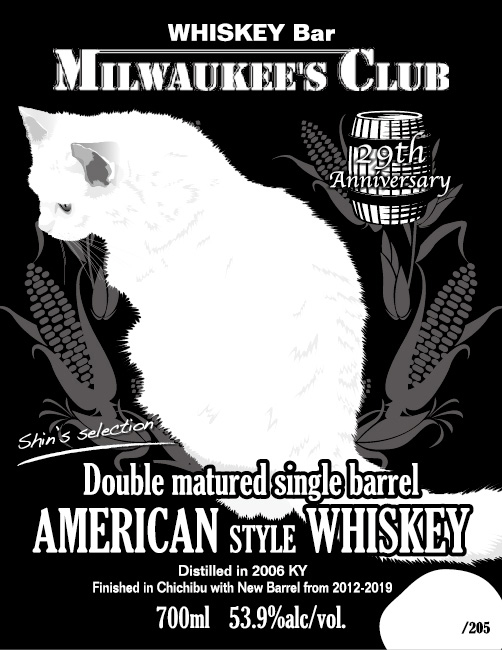 WHISKEY Bar
MILWAUKEE'S CLUB
29th
Anniversary
Shin's selection
Double matured single barrel
AMERICAN STYLE WHISKEY
Distilled in 2006 KY
Finished in Chichibu with New Barrel from 2012-2019
700ml 53.9%alc/vol.
/205